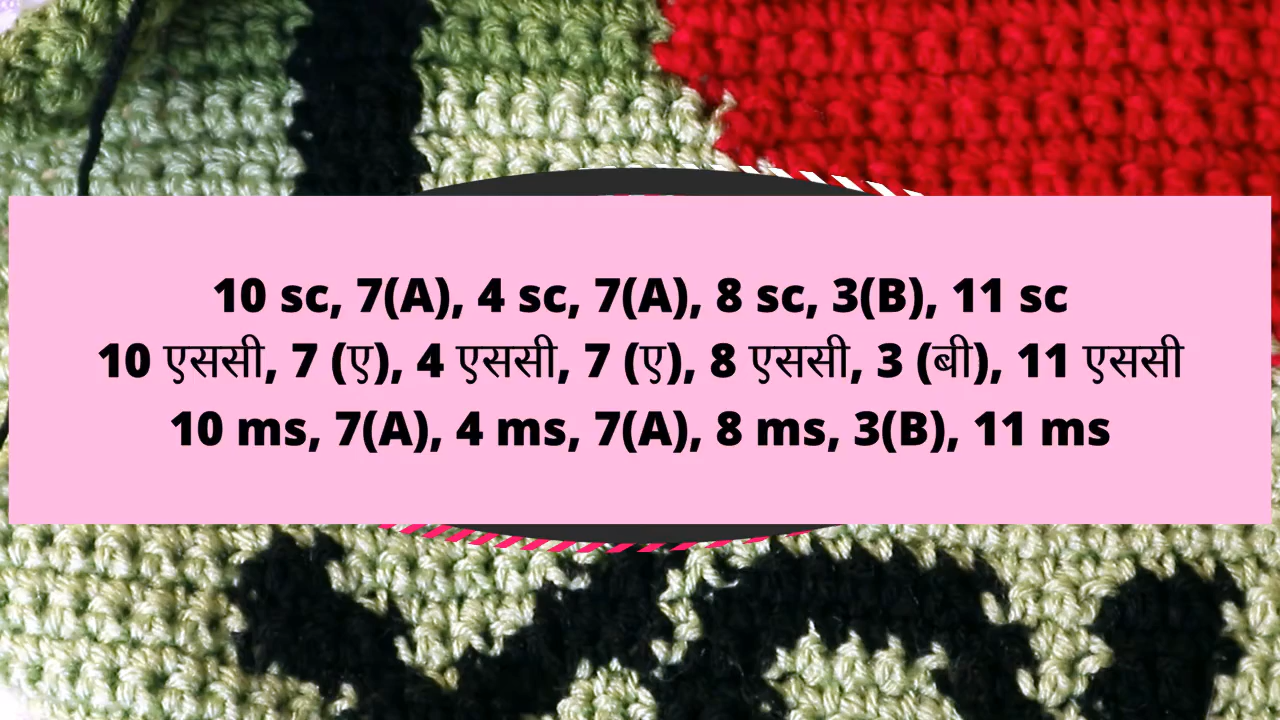 10 sc, 7(A), 4 sc, 7(A), 8 sc, 3(B), 11 sc
10 एससी, 7 (ए), 4 एससी, 7 (ए), 8 एससी, 3 (बी), 11 एससी
10 ms, 7(A), 4 ms, 7(A), 8 ms, 3(B), 11 ms